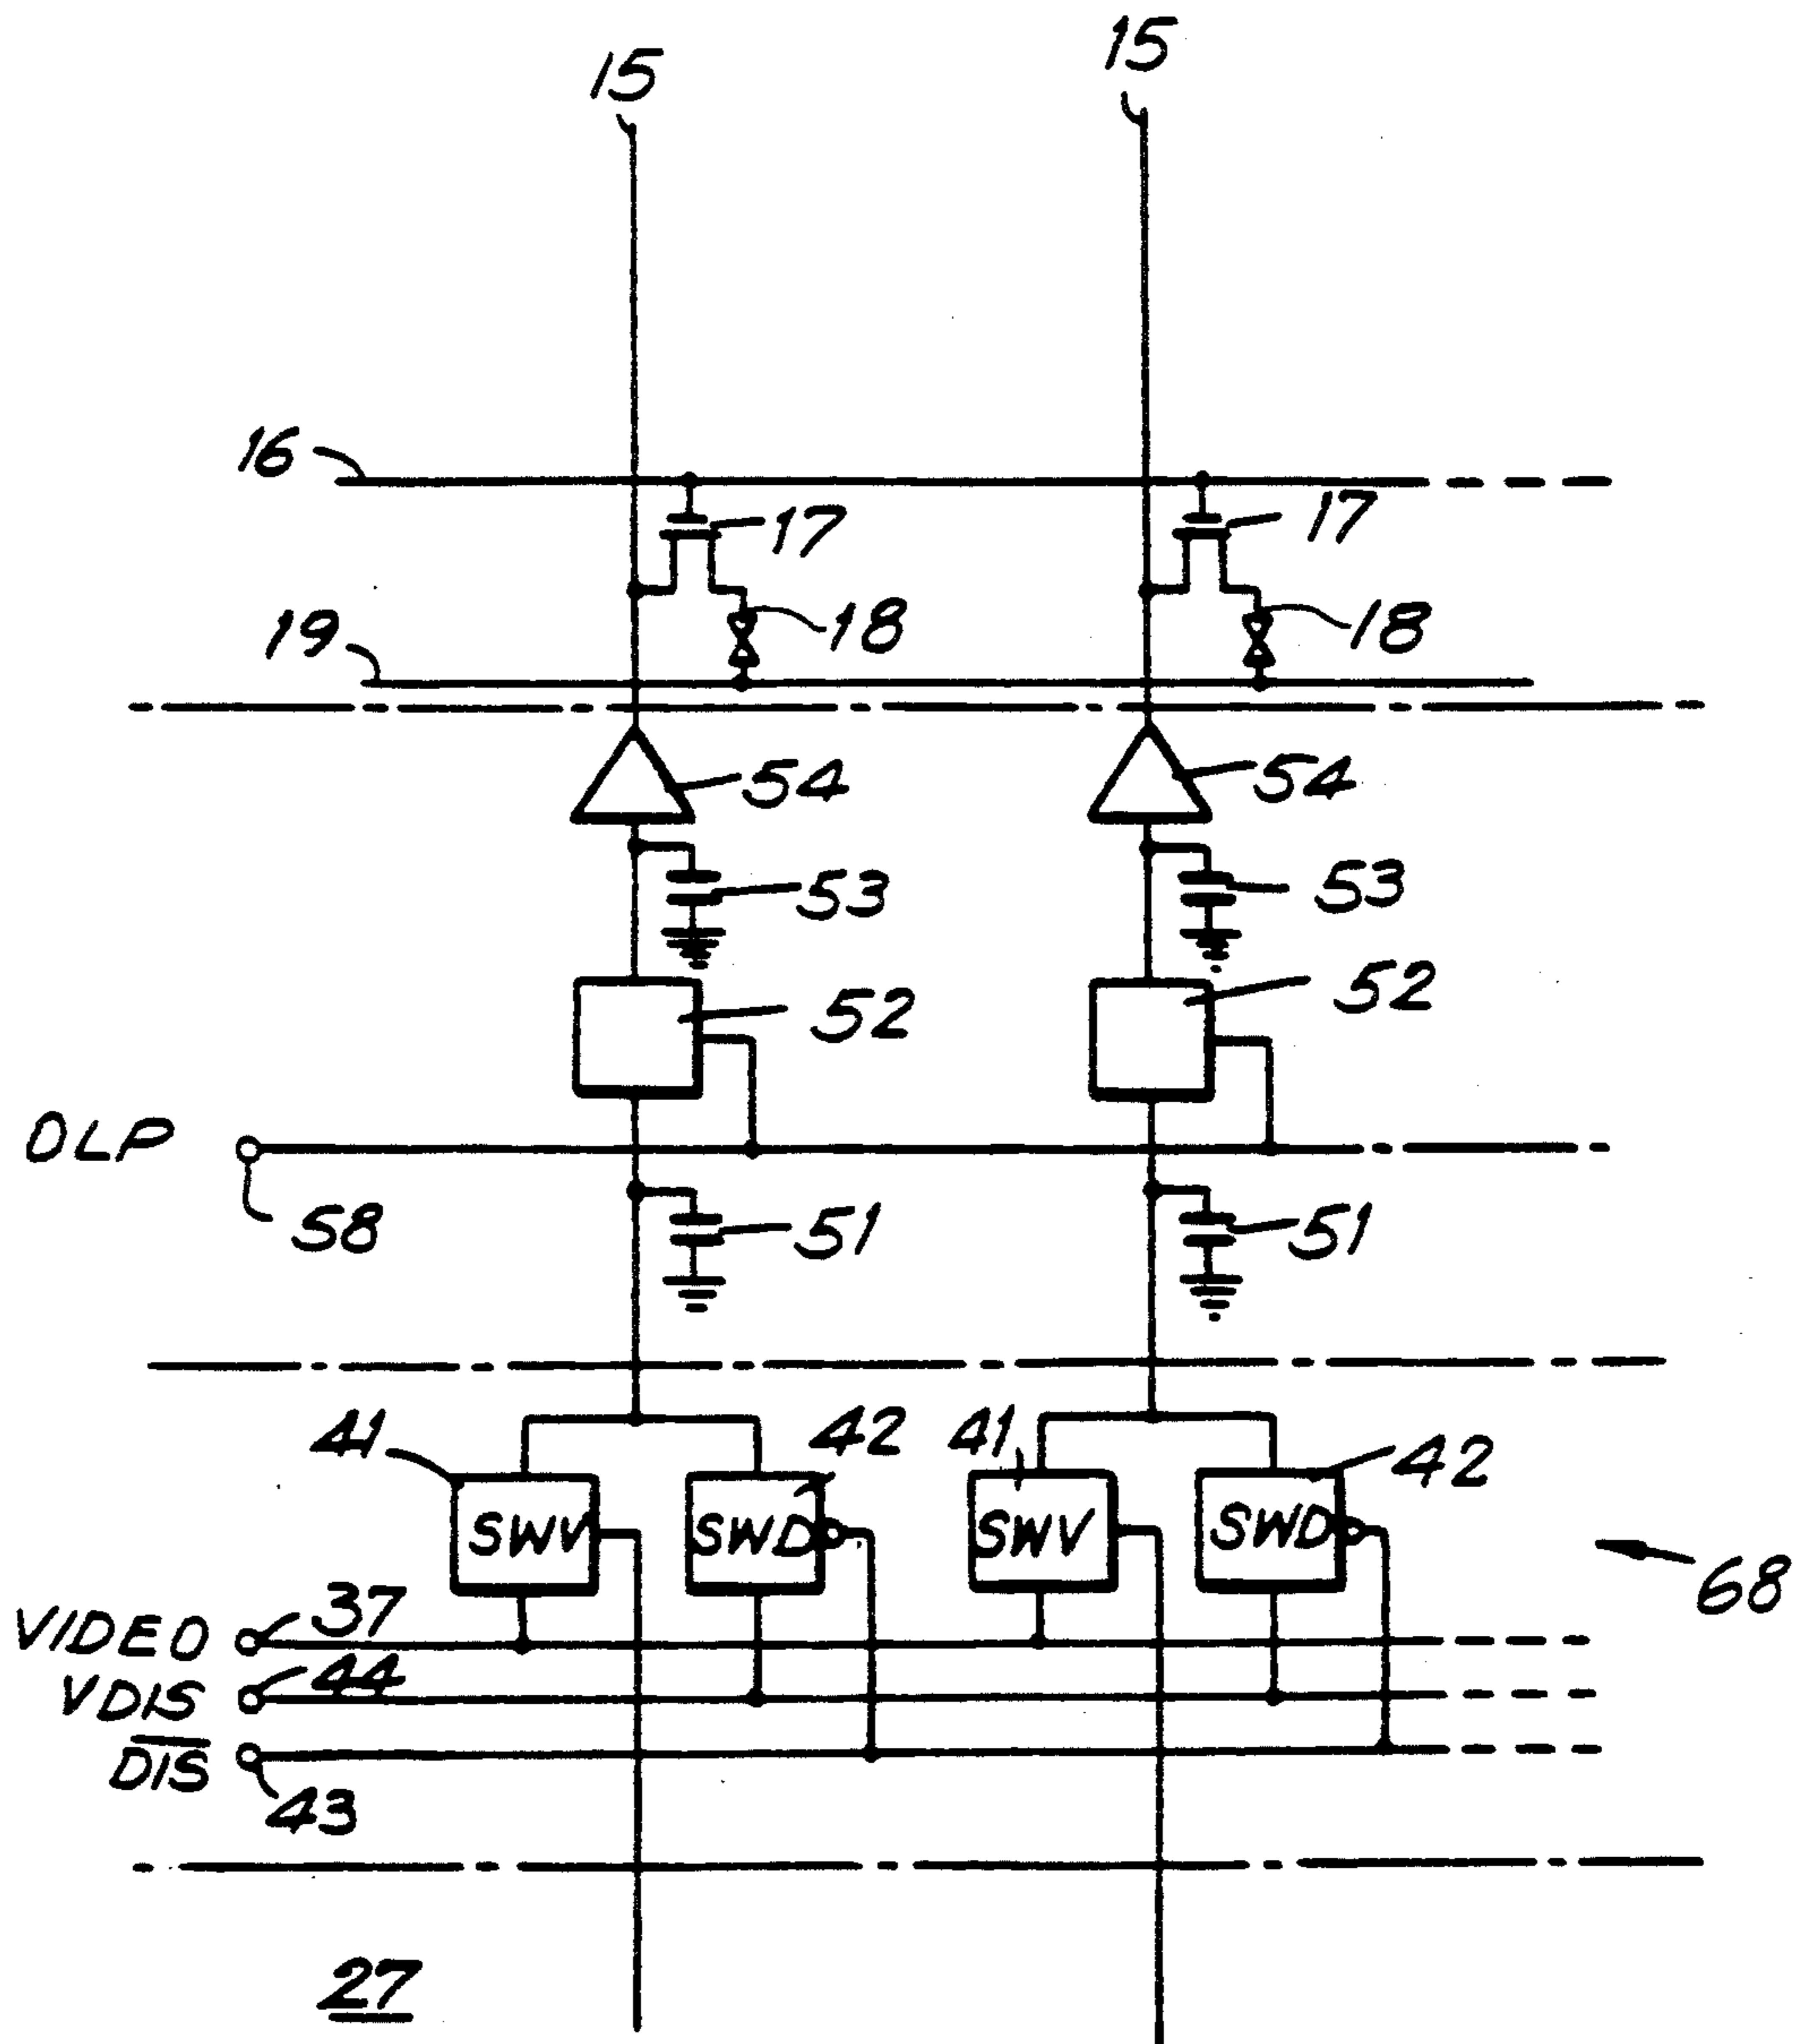 15 15
16
17 17
19 18 18
54 54
53 53
52 52
OLP
58 51 51
41 42 41 42
SWV SWD SWV SWD
68
VIDEO 37
VDIS 44
DIS
43
27